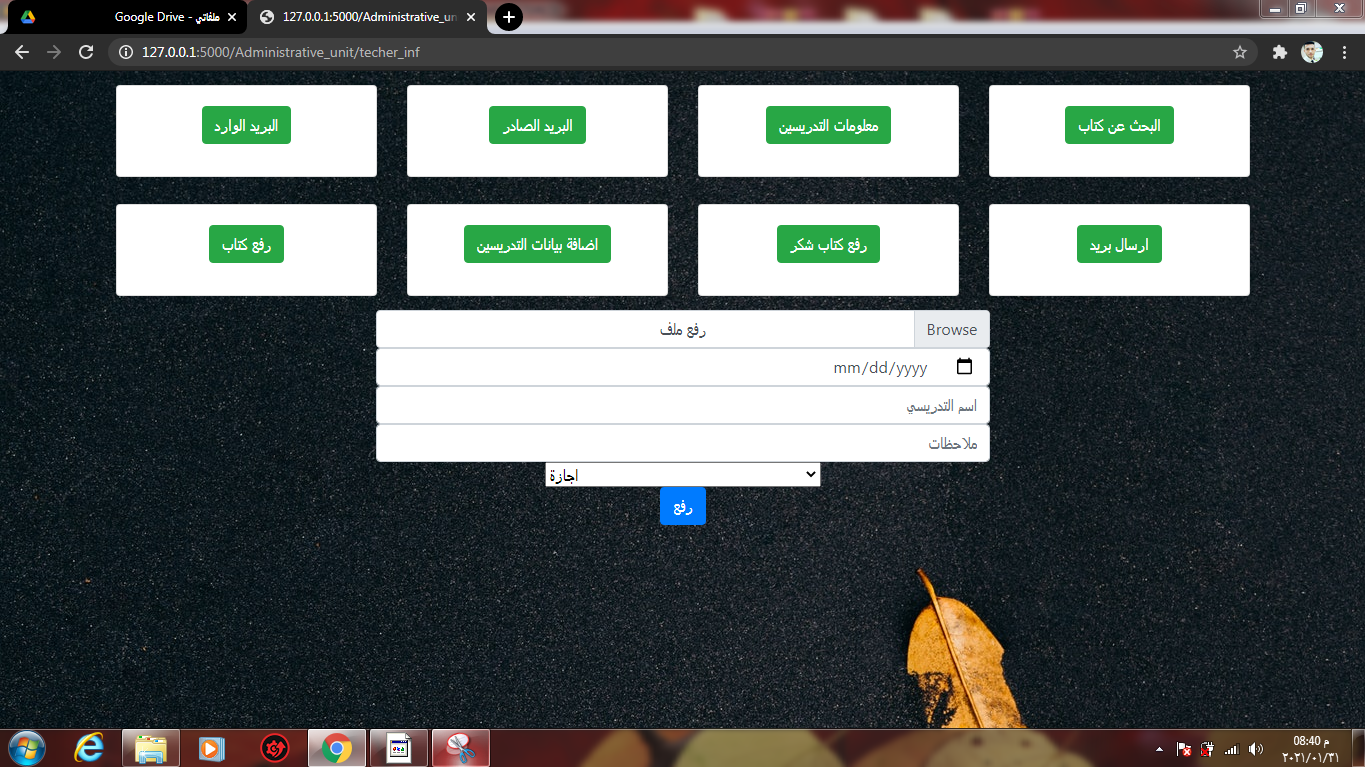 Google Drive - ملفاتي
127.0.0.1:5000/Administrative_un
127.0.0.1:5000/Administrative_unit/techer_inf
البحث عن كتاب
معلومات التدريسين
البريد الصادر
البريد الوارد
ارسال بريد
رفع كتاب شكر
اضافة بيانات التدريسين
رفع كتاب
رفع ملف
Browse
mm/dd/yyyy
اسم التدريسي
ملاحظات
اجازة
رفع
08:40 م
٢٠٢١/٠١/٣١